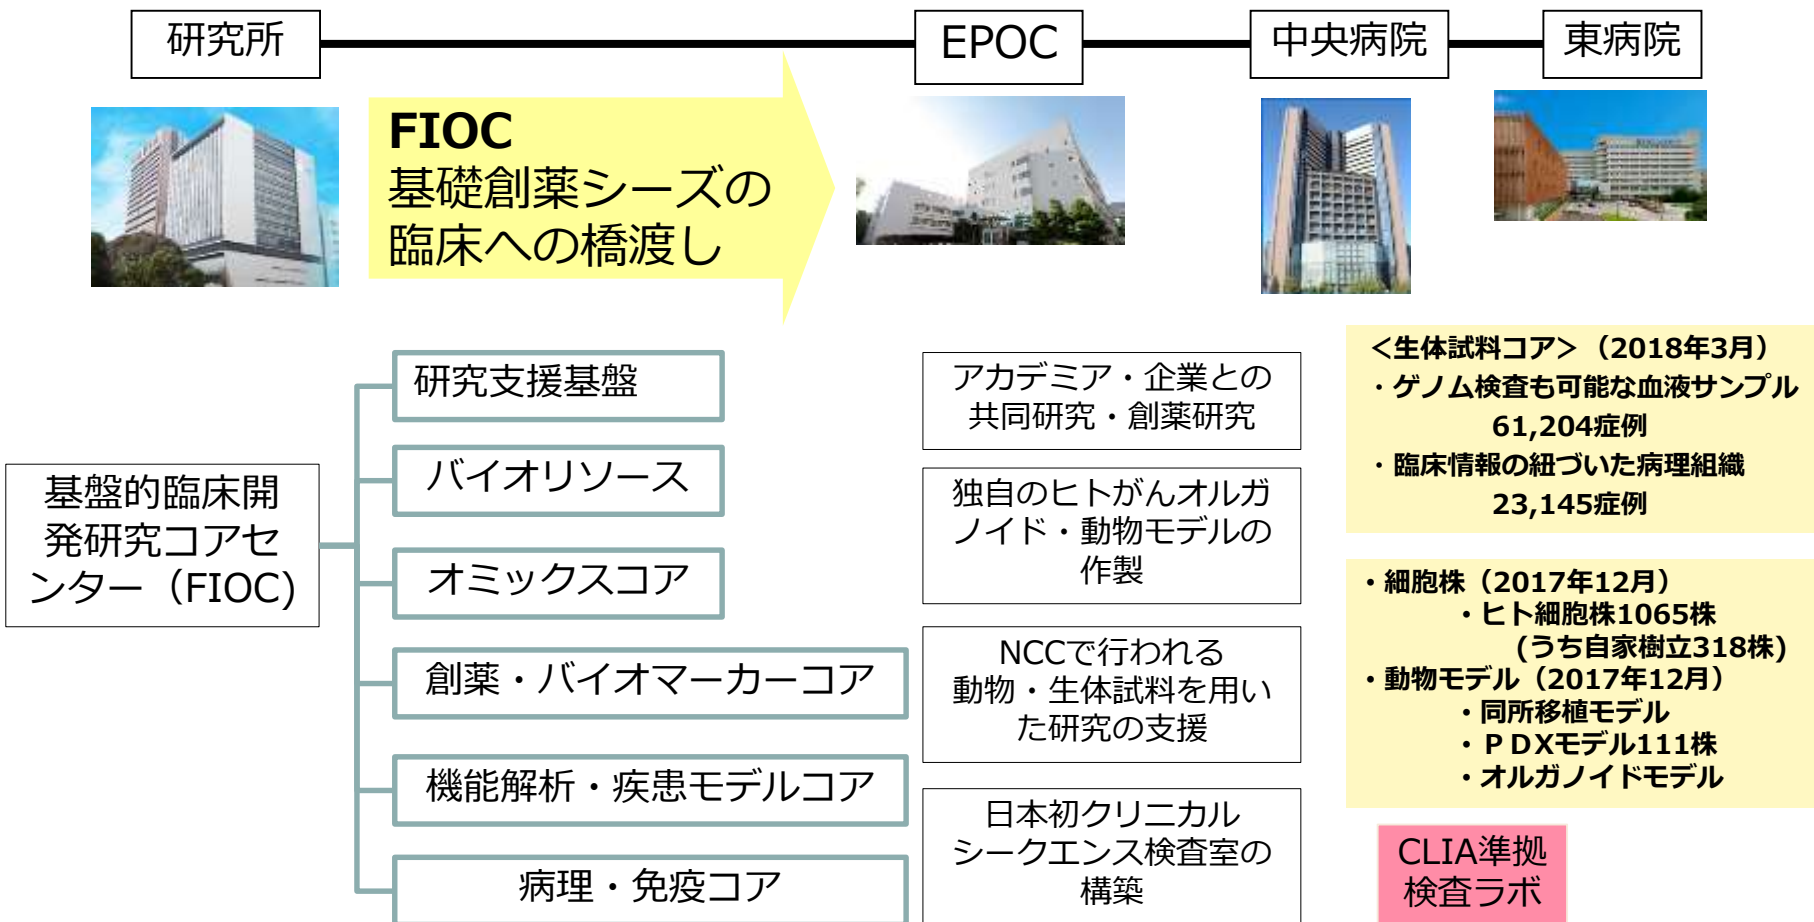 研究所
EPOC
中央病院
東病院
FIOC
基礎創薬シーズの
臨床への橋渡し
基盤的臨床開
発研究コアセ
ンター（FIOC)
研究支援基盤
バイオリソース
オミックスコア
創薬・バイオマーカーコア
機能解析・疾患モデルコア
病理・免疫コア
アカデミア・企業との
共同研究・創薬研究
独自のヒトがんオルガ
ノイド・動物モデルの
作製
NCCで行われる
動物・生体試料を用い
た研究の支援
日本初クリニカル
シークエンス検査室の
構築
＜生体試料コア＞（2018年3月）
・ゲノム検査も可能な血液サンプル
61,204症例
・臨床情報の紐づいた病理組織
23,145症例
・細胞株（2017年12月）
・ヒト細胞株1065株
(うち自家樹立318株)
・動物モデル（2017年12月）
・同所移植モデル
・ＰＤXモデル111株
・オルガノイドモデル
CLIA準拠
検査ラボ